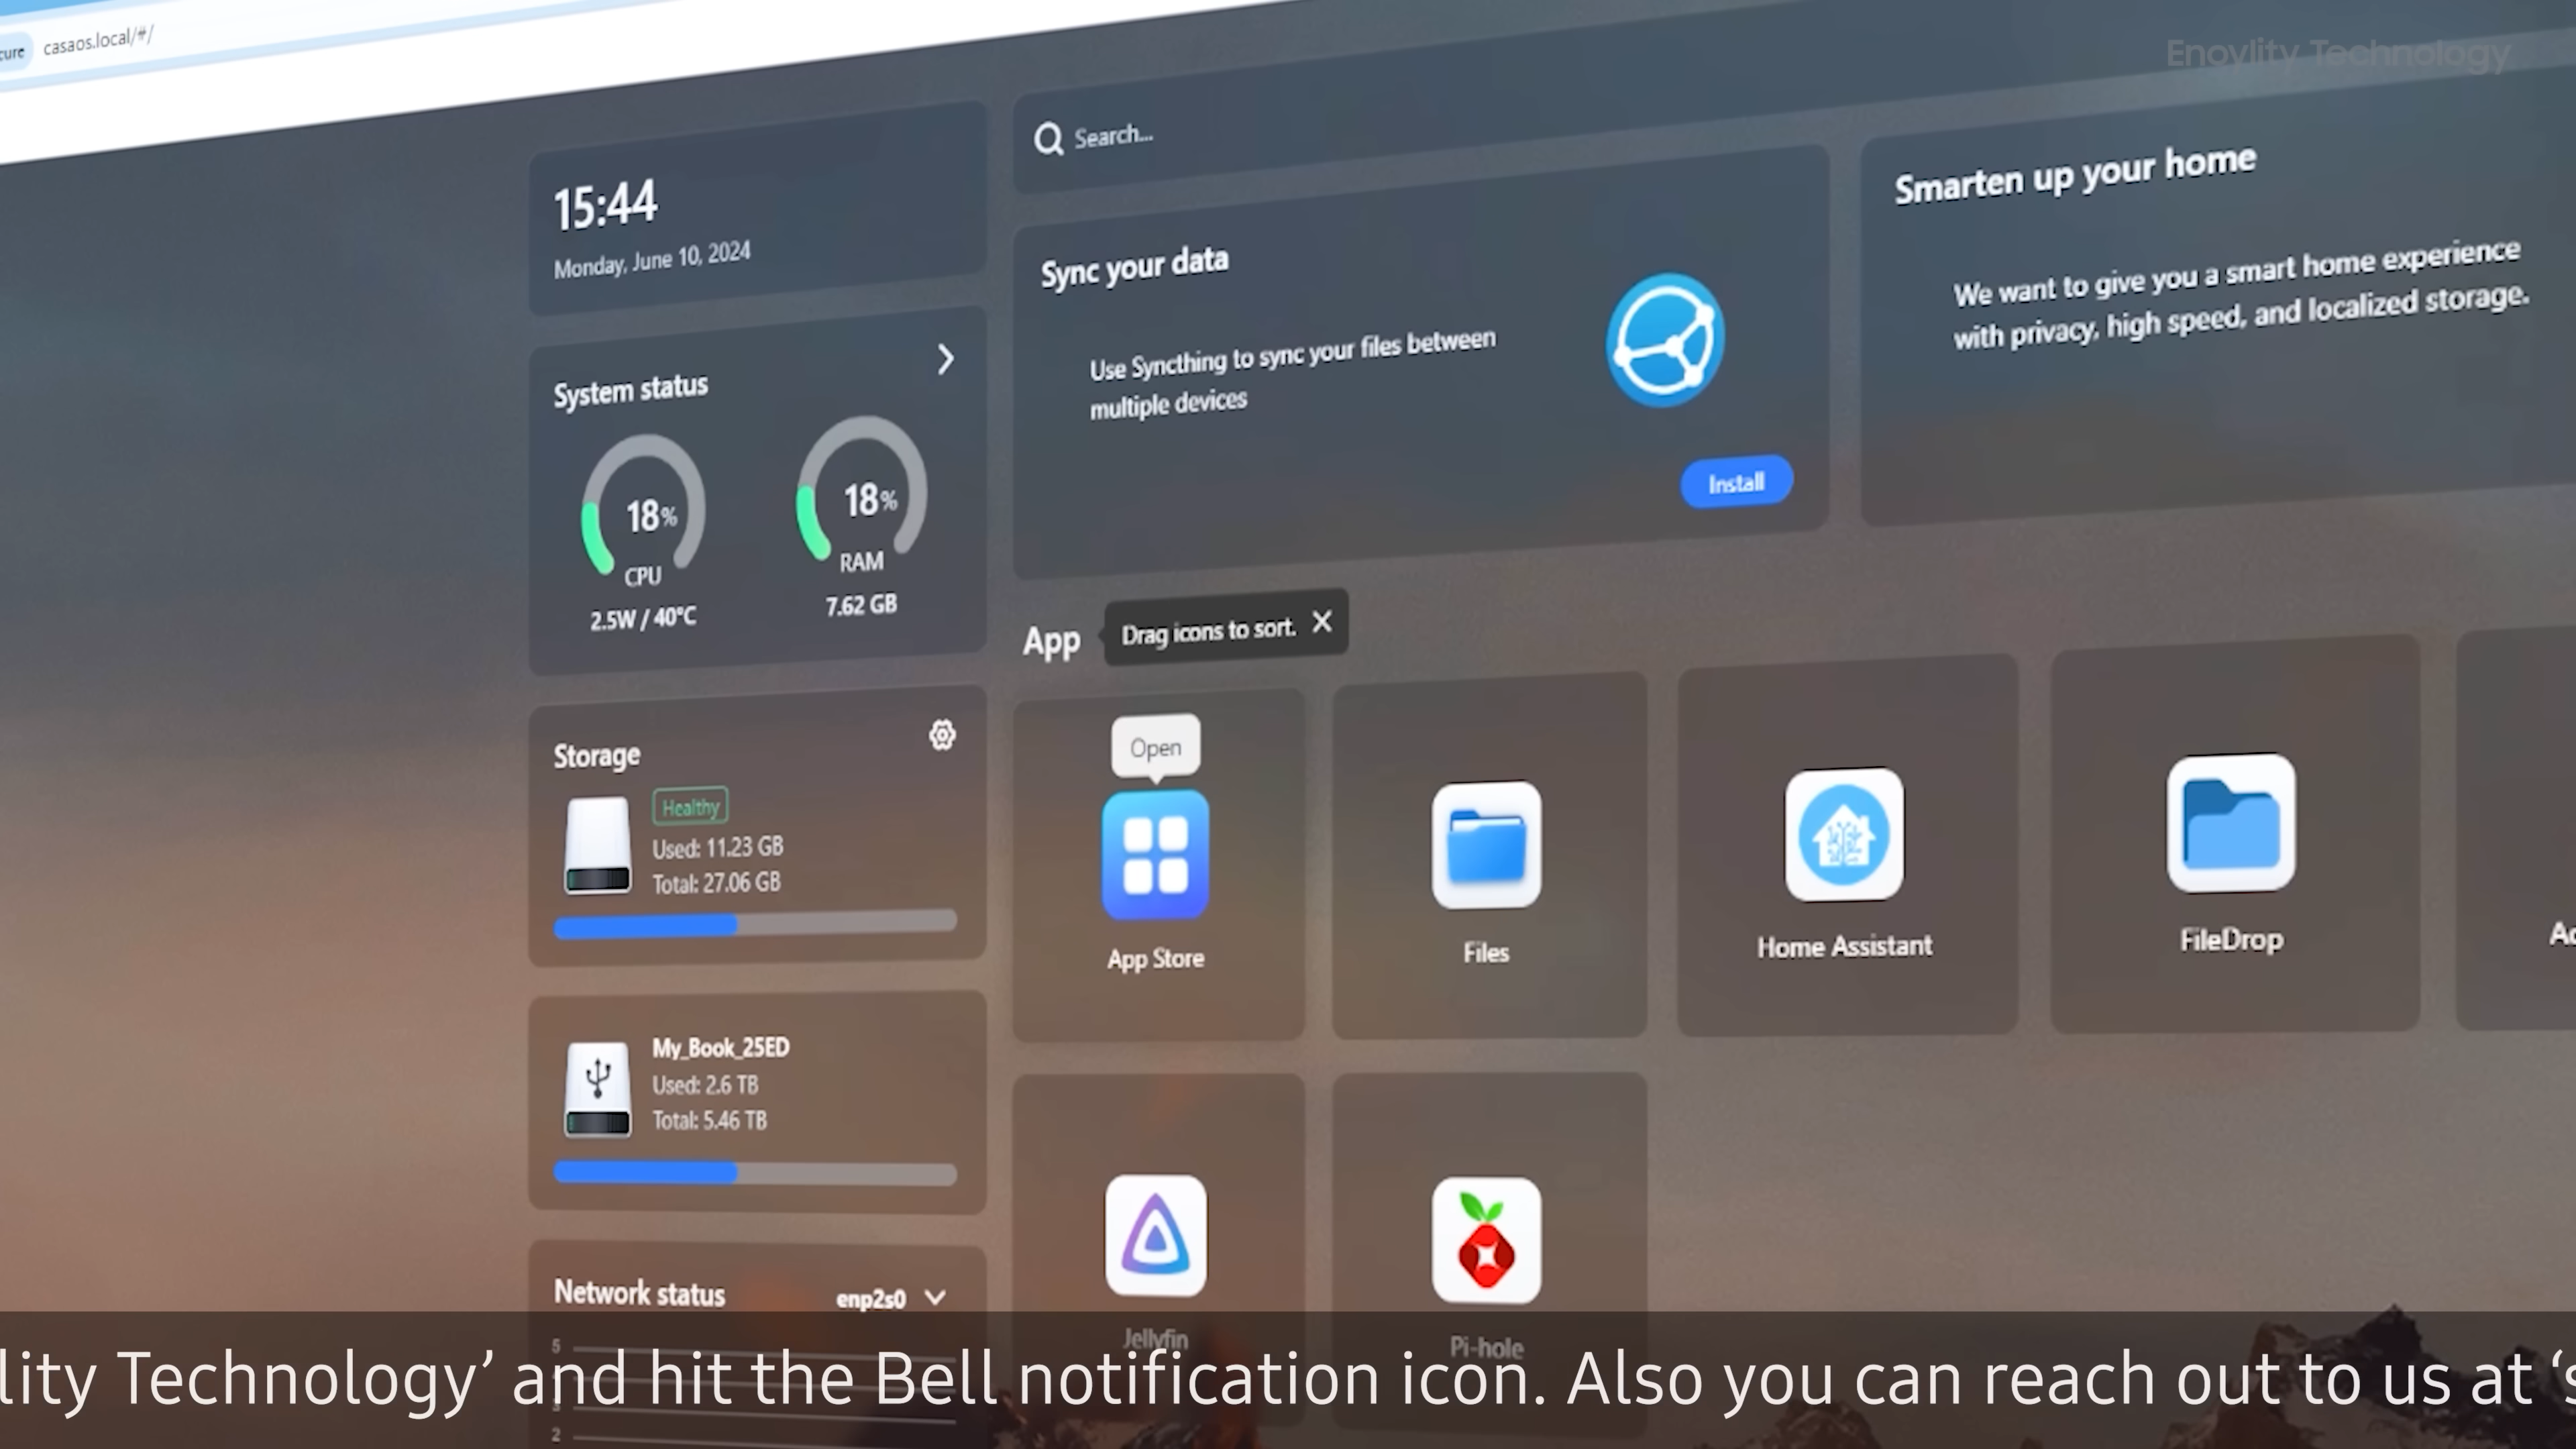 casaos.local/#/
Enoylity Technology
15:44
Monday, June 10, 2024
Search...
System status
18%
CPU
2.5W / 40°C
18%
RAM
7.62 GB
Sync your data
Use Syncthing to sync your files between
multiple devices
Install
Smarten up your home
We want to give you a smart home experience
with privacy, high speed, and localized storage.
Storage
Healthy
Used: 11.23 GB
Total: 27.06 GB
My_Book_25ED
Used: 2.6 TB
Total: 5.46 TB
Network status
enp2s0
5
3
2
App
Drag icons to sort.
Open
App Store
Files
Home Assistant
FileDrop
Jellyfin
Pi-hole
lity Technology’ and hit the Bell notification icon. Also you can reach out to us at ‘s